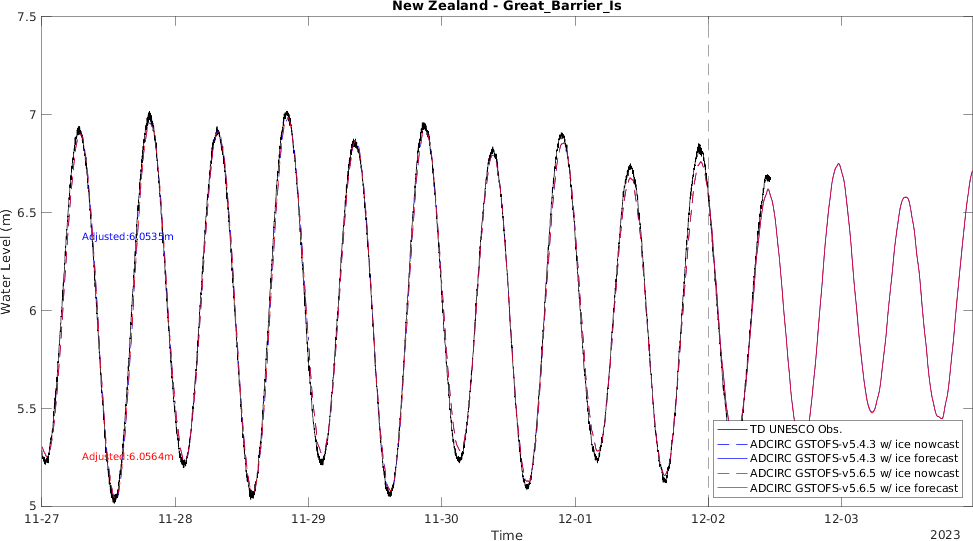 New Zealand - Great_Barrier_Is
7.5
7
6.5
6
5.5
5
Water Level (m)
Adjusted:6.0535m
Adjusted:6.0564m
TD UNESCO Obs.
ADCIRC GSTOFS-v5.4.3 w/ ice nowcast
ADCIRC GSTOFS-v5.4.3 w/ ice forecast
ADCIRC GSTOFS-v5.6.5 w/ ice nowcast
ADCIRC GSTOFS-v5.6.5 w/ ice forecast
11-27 11-28 11-29 11-30 12-01 12-02 12-03
Time
2023